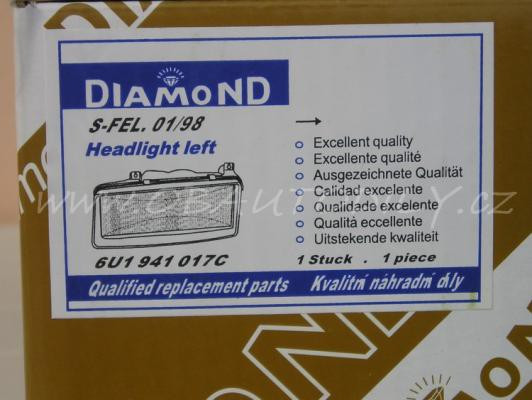 DIAMOND
S-FEL. 01/98
Headlight left
Excellent quality
Excellente qualité
Ausgezeichnete Qualität
Calidad excelente
Qualidade excelente
Qualità eccellente
Uitstekende kwaliteit
6U1 941 017C
1 Stuck . 1 piece
Qualified replacement parts Kvalitní náhradní díly